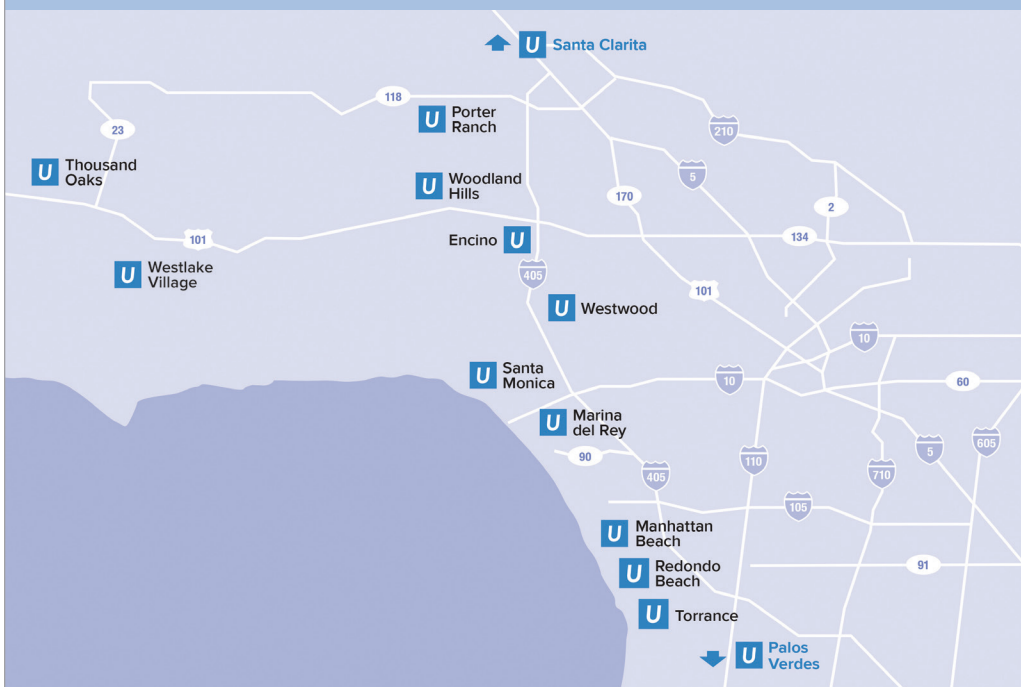 U Santa Clarita
118
U Porter
Ranch
23
210
U Thousand
Oaks
5
U Woodland
Hills
170
2
101
134
Encino U
405
U Westlake
Village
101
U Westwood
10
U Santa
Monica
10
60
U Marina
del Rey
90
110
5
605
405
710
105
U Manhattan
Beach
91
U Redondo
Beach
U Torrance
U Palos
Verdes